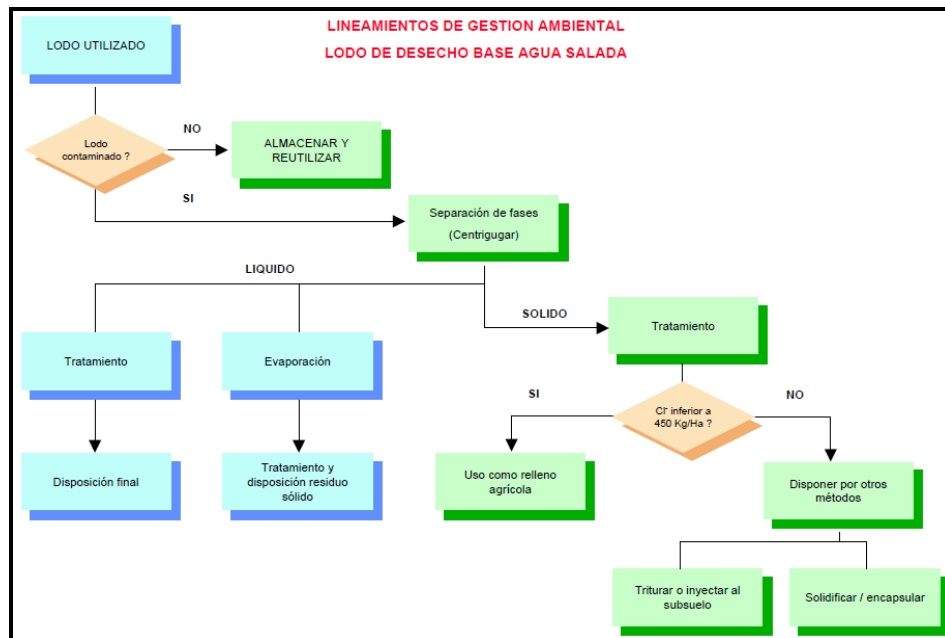 LINEAMIENTOS DE GESTION AMBIENTAL
LODO DE DESECHO BASE AGUA SALADA
LODO UTILIZADO
Lodo
contaminado ?
NO
ALMACENAR Y
REUTILIZAR
SI
Separación de fases
(Centrigugar)
LIQUIDO
SOLIDO
Tratamiento
Evaporación
Tratamiento
SI
Cl- inferior a
450 Kg/Ha ?
NO
Disposición final
Tratamiento y
disposición residuo
sólido
Uso como relleno
agrícola
Disponer por otros
métodos
Triturar o inyectar al
subsuelo
Solidificar / encapsular